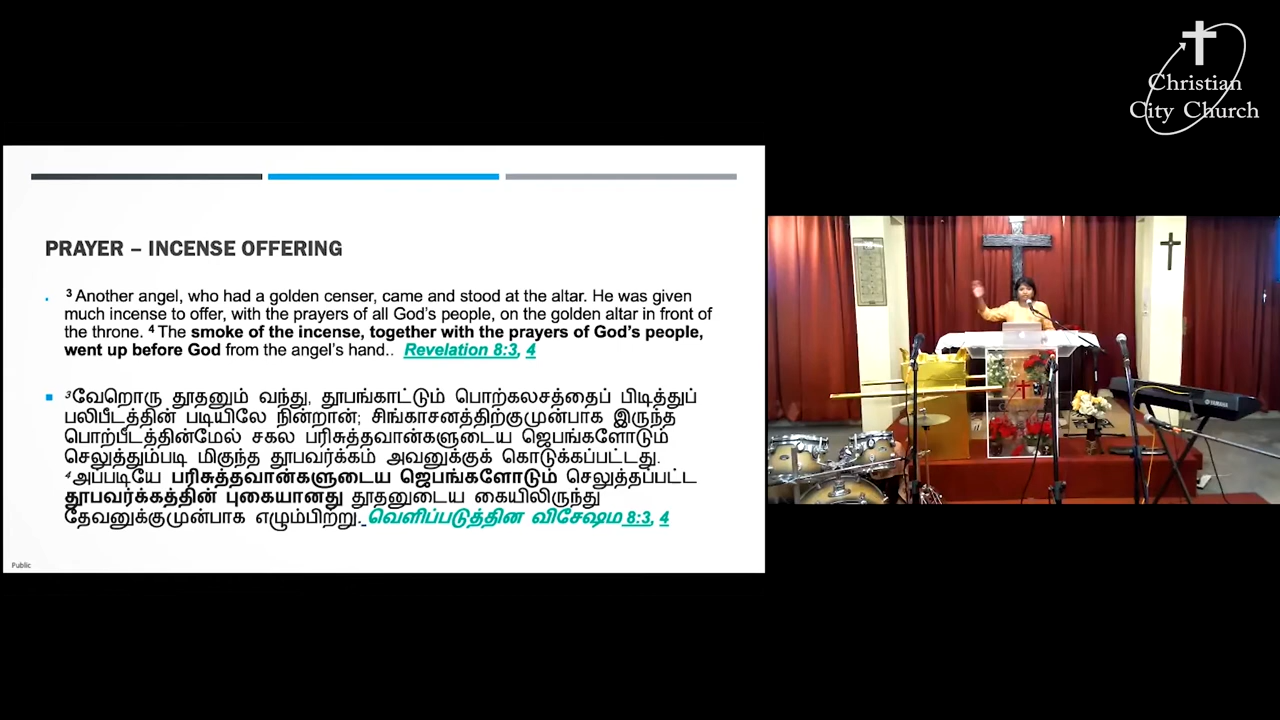 Christian
City Church
PRAYER – INCENSE OFFERING
³ Another angel, who had a golden censer, came and stood at the altar. He was given
much incense to offer, with the prayers of all God's people, on the golden altar in front of
the throne. ⁴ The smoke of the incense, together with the prayers of God's people,
went up before God from the angel's hand.. Revelation 8:3, 4
³வேறொரு தூதனும் வந்து, தூபங்காட்டும் பொற்கலசத்தைப் பிடித்துப்
பலிபீடத்தின் படியிலே நின்றான்; சிங்காசனத்திற்குமுன்பாக இருந்த
பொற்பீடத்தின்மேல் சகல பரிசுத்தவான்களுடைய ஜெபங்களோடும்
செலுத்தும்படி மிகுந்த தூபவர்க்கம் அவனுக்குக் கொடுக்கப்பட்டது.
⁴அப்படியே பரிசுத்தவான்களுடைய ஜெபங்களோடும் செலுத்தப்பட்ட
தூபவர்க்கத்தின் புகையானது தூதனுடைய கையிலிருந்து
தேவனுக்குமுன்பாக எழும்பிற்று. வெளிப்படுத்தின விசேஷம 8:3, 4
Public
YAMAHA